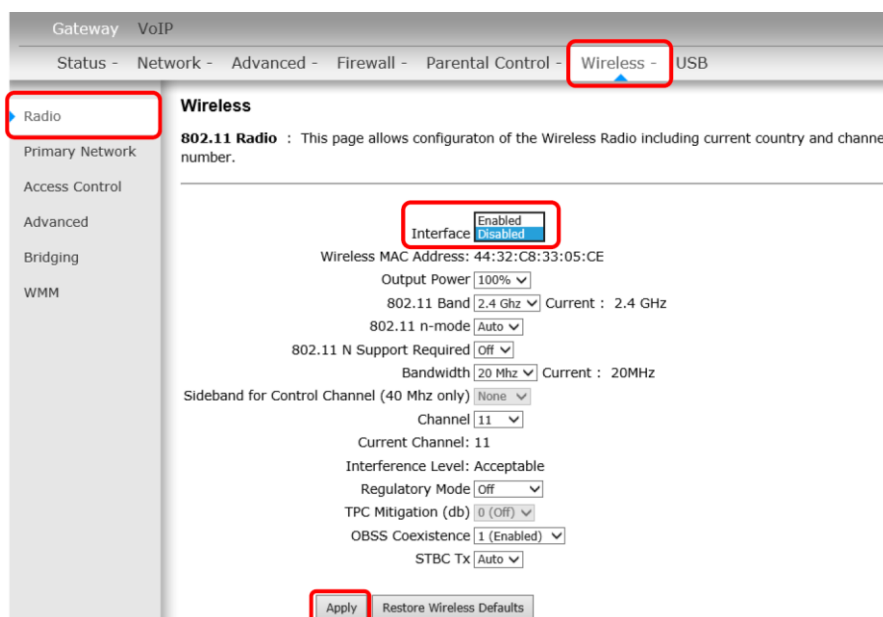 Gateway VoIP
Status - Network - Advanced - Firewall - Parental Control - Wireless - USB
Radio
Primary Network
Access Control
Advanced
Bridging
WMM
Wireless
802.11 Radio : This page allows configuraton of the Wireless Radio including current country and channe
number.
Enabled
Interface Disabled
Wireless MAC Address: 44:32:C8:33:05:CE
Output Power 100%
802.11 Band 2.4 Ghz Current : 2.4 GHz
802.11 n-mode Auto
802.11 N Support Required Off
Bandwidth 20 Mhz Current : 20MHz
Sideband for Control Channel (40 Mhz only) None
Channel 11
Current Channel: 11
Interference Level: Acceptable
Regulatory Mode Off
TPC Mitigation (db) 0 (Off)
OBSS Coexistence 1 (Enabled)
STBC Tx Auto
Apply Restore Wireless Defaults